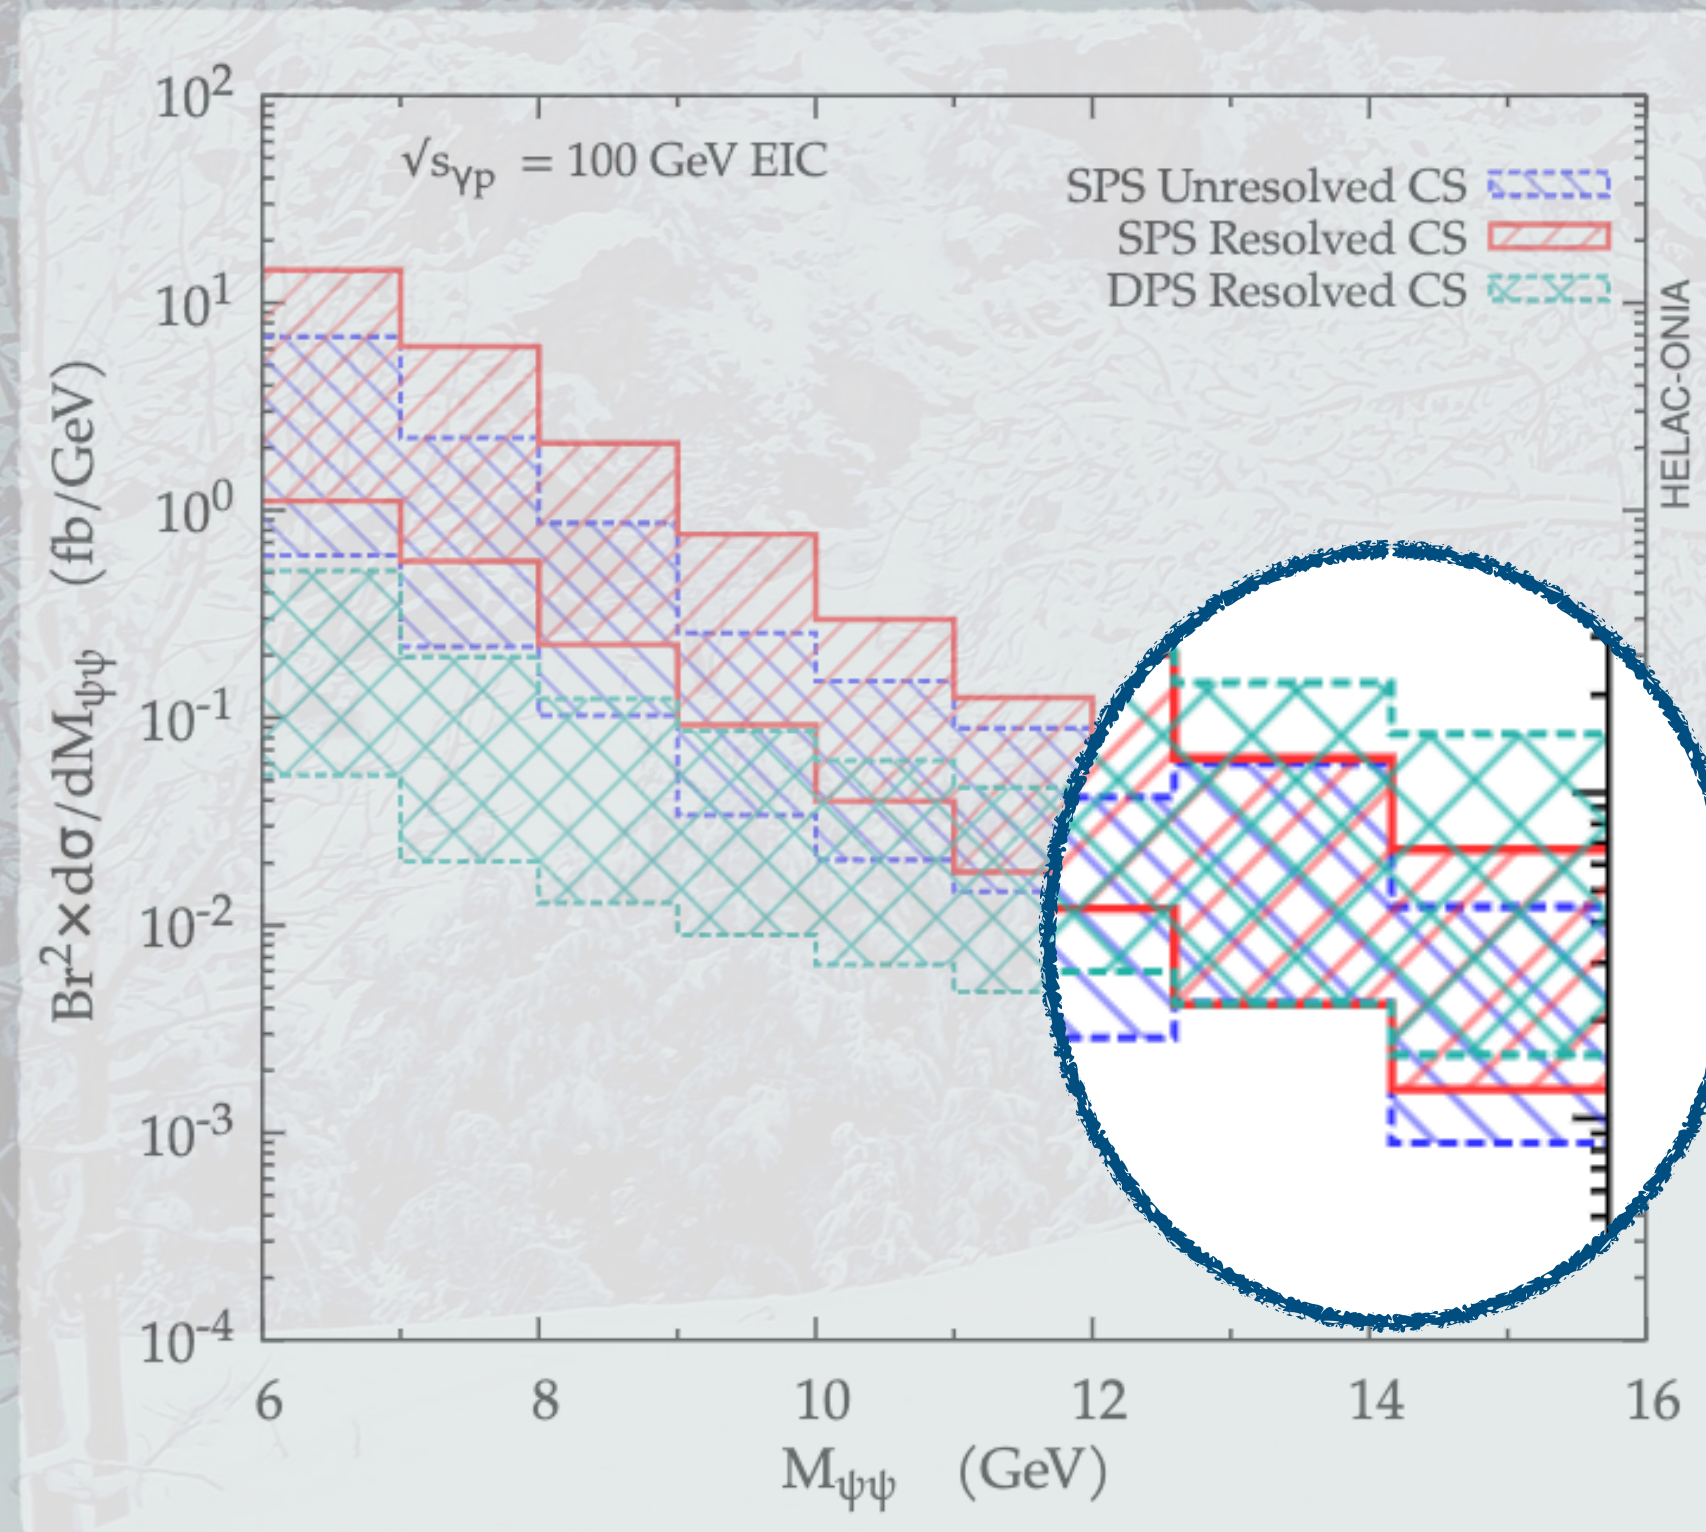 10²
10¹
10⁰
10⁻¹
10⁻²
10⁻³
10⁻⁴
Br²×dσ/dM_ψψ (fb/GeV)
√s_γp = 100 GeV EIC
SPS Unresolved CS
SPS Resolved CS
DPS Resolved CS
HELAC-ONIA
6 8 10 12 14 16
M_ψψ (GeV)